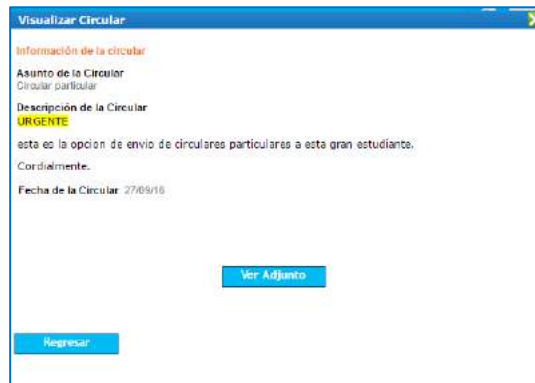 Visualizar Circular
Información de la circular
Asunto de la Circular
Circular particular
Descripción de la Circular
URGENTE
esta es la opcion de envio de circulares particulares a esta gran estudiante.
Cordialmente.
Fecha de la Circular 27/09/16
Ver Adjunto
Regresar